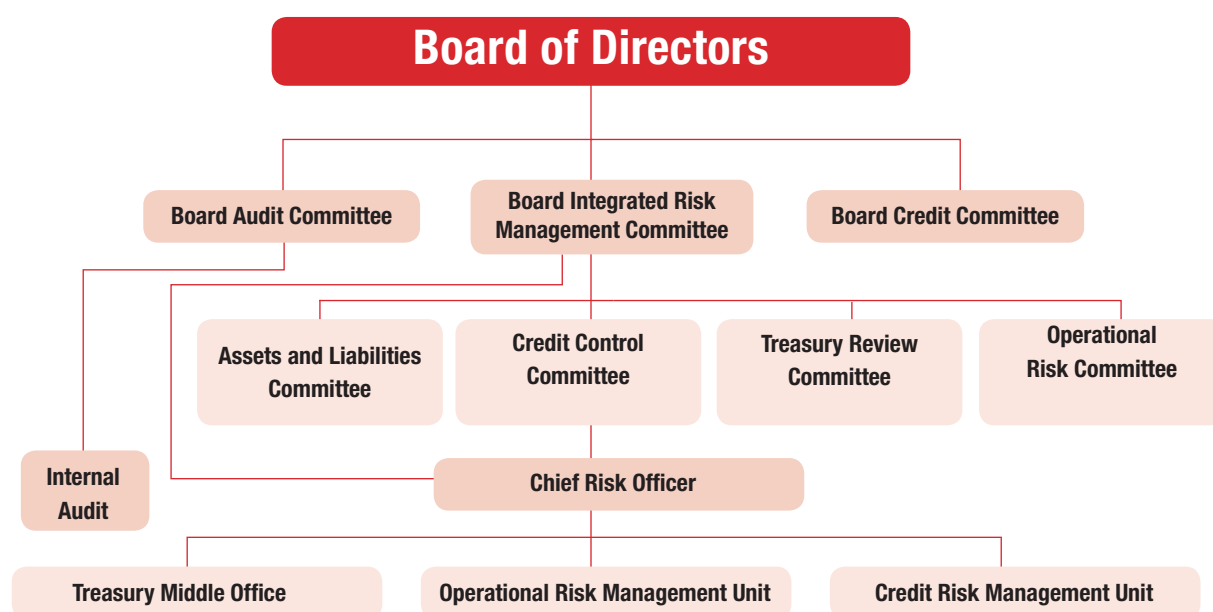 Board of Directors
Board Audit Committee
Board Integrated Risk
Management Committee
Board Credit Committee
Assets and Liabilities
Committee
Credit Control
Committee
Treasury Review
Committee
Operational
Risk Committee
Internal
Audit
Chief Risk Officer
Treasury Middle Office
Operational Risk Management Unit
Credit Risk Management Unit